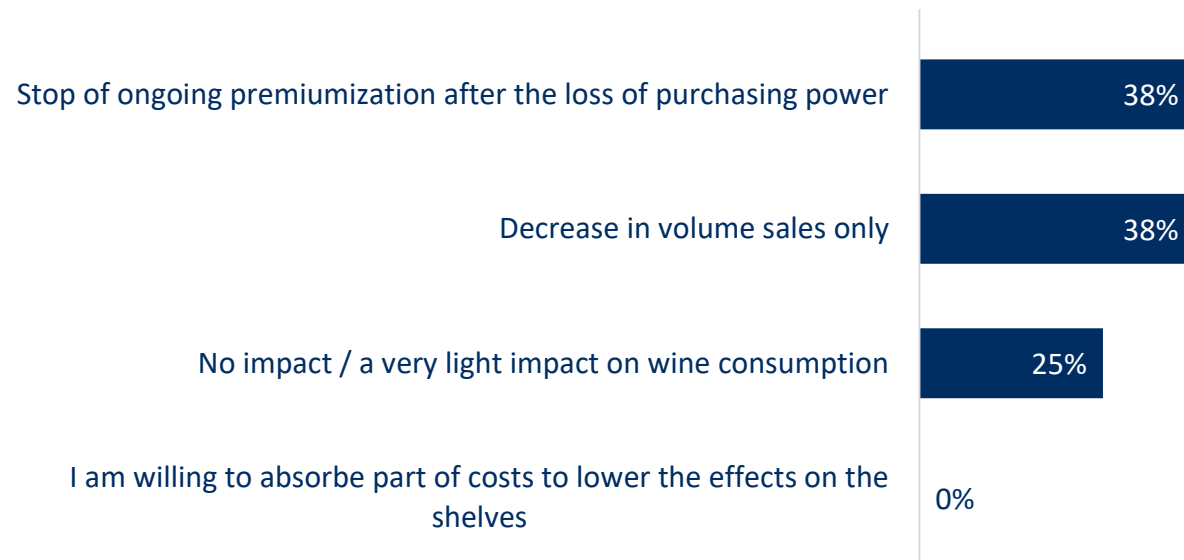 Stop of ongoing premiumization after the loss of purchasing power
38%
Decrease in volume sales only
38%
No impact / a very light impact on wine consumption
25%
I am willing to absorbe part of costs to lower the effects on the
shelves
0%